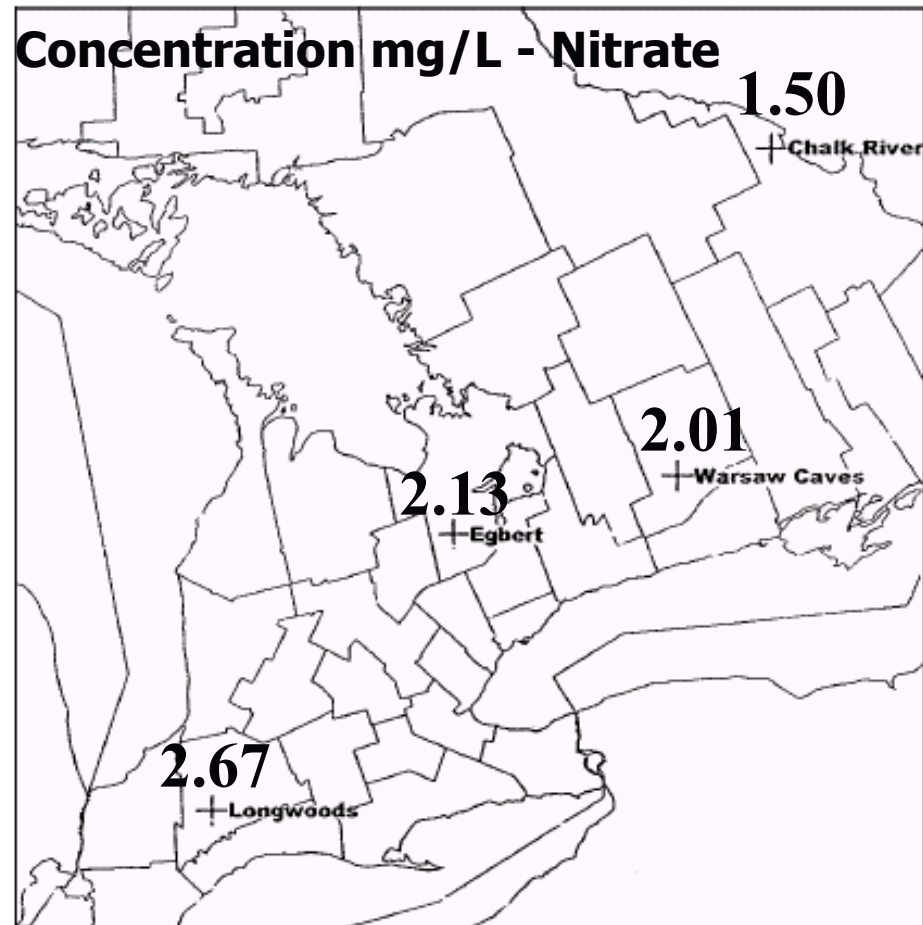 Concentration mg/L - Nitrate
1.50
Chalk River
2.01
Warsaw Caves
2.13
Egbert
2.67
Longwoods